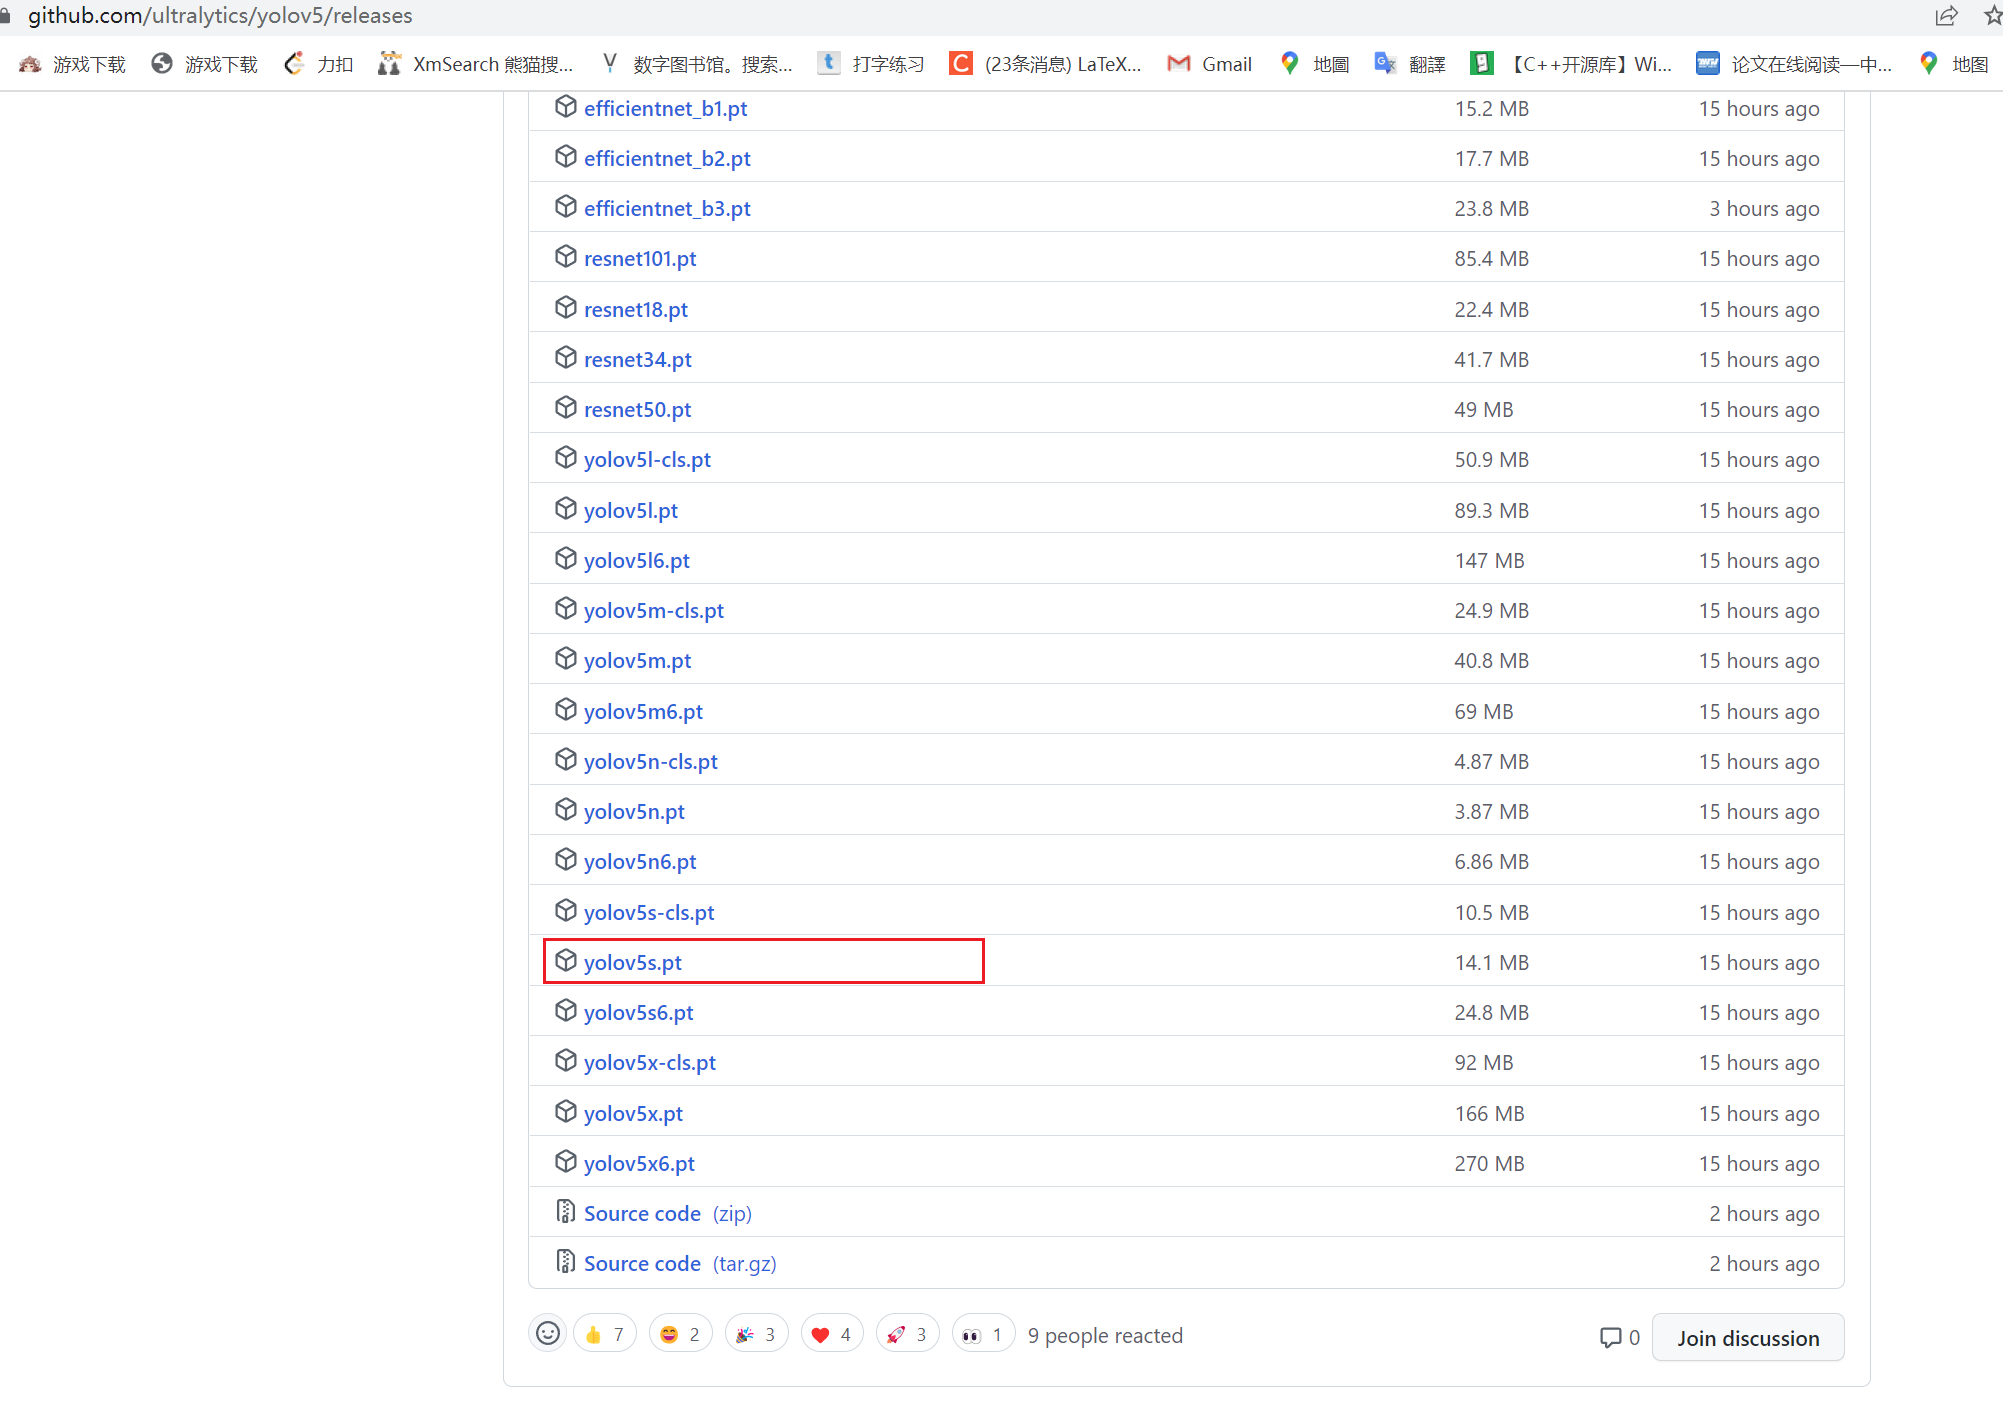 github.com/ultralytics/yolov5/releases
游戏下载 游戏下载 力扣 XmSearch 熊猫搜... 数字图书馆。搜索... 打字练习 (23条消息) LaTeX... Gmail 地圖 翻譯 【C++开源库】Wi... 论文在线阅读—中... 地图
efficientnet_b1.pt 15.2 MB 15 hours ago
efficientnet_b2.pt 17.7 MB 15 hours ago
efficientnet_b3.pt 23.8 MB 3 hours ago
resnet101.pt 85.4 MB 15 hours ago
resnet18.pt 22.4 MB 15 hours ago
resnet34.pt 41.7 MB 15 hours ago
resnet50.pt 49 MB 15 hours ago
yolov5l-cls.pt 50.9 MB 15 hours ago
yolov5l.pt 89.3 MB 15 hours ago
yolov5l6.pt 147 MB 15 hours ago
yolov5m-cls.pt 24.9 MB 15 hours ago
yolov5m.pt 40.8 MB 15 hours ago
yolov5m6.pt 69 MB 15 hours ago
yolov5n-cls.pt 4.87 MB 15 hours ago
yolov5n.pt 3.87 MB 15 hours ago
yolov5n6.pt 6.86 MB 15 hours ago
yolov5s-cls.pt 10.5 MB 15 hours ago
yolov5s.pt 14.1 MB 15 hours ago
yolov5s6.pt 24.8 MB 15 hours ago
yolov5x-cls.pt 92 MB 15 hours ago
yolov5x.pt 166 MB 15 hours ago
yolov5x6.pt 270 MB 15 hours ago
Source code (zip) 2 hours ago
Source code (tar.gz) 2 hours ago
7 2 3 4 3 1 9 people reacted 0 Join discussion